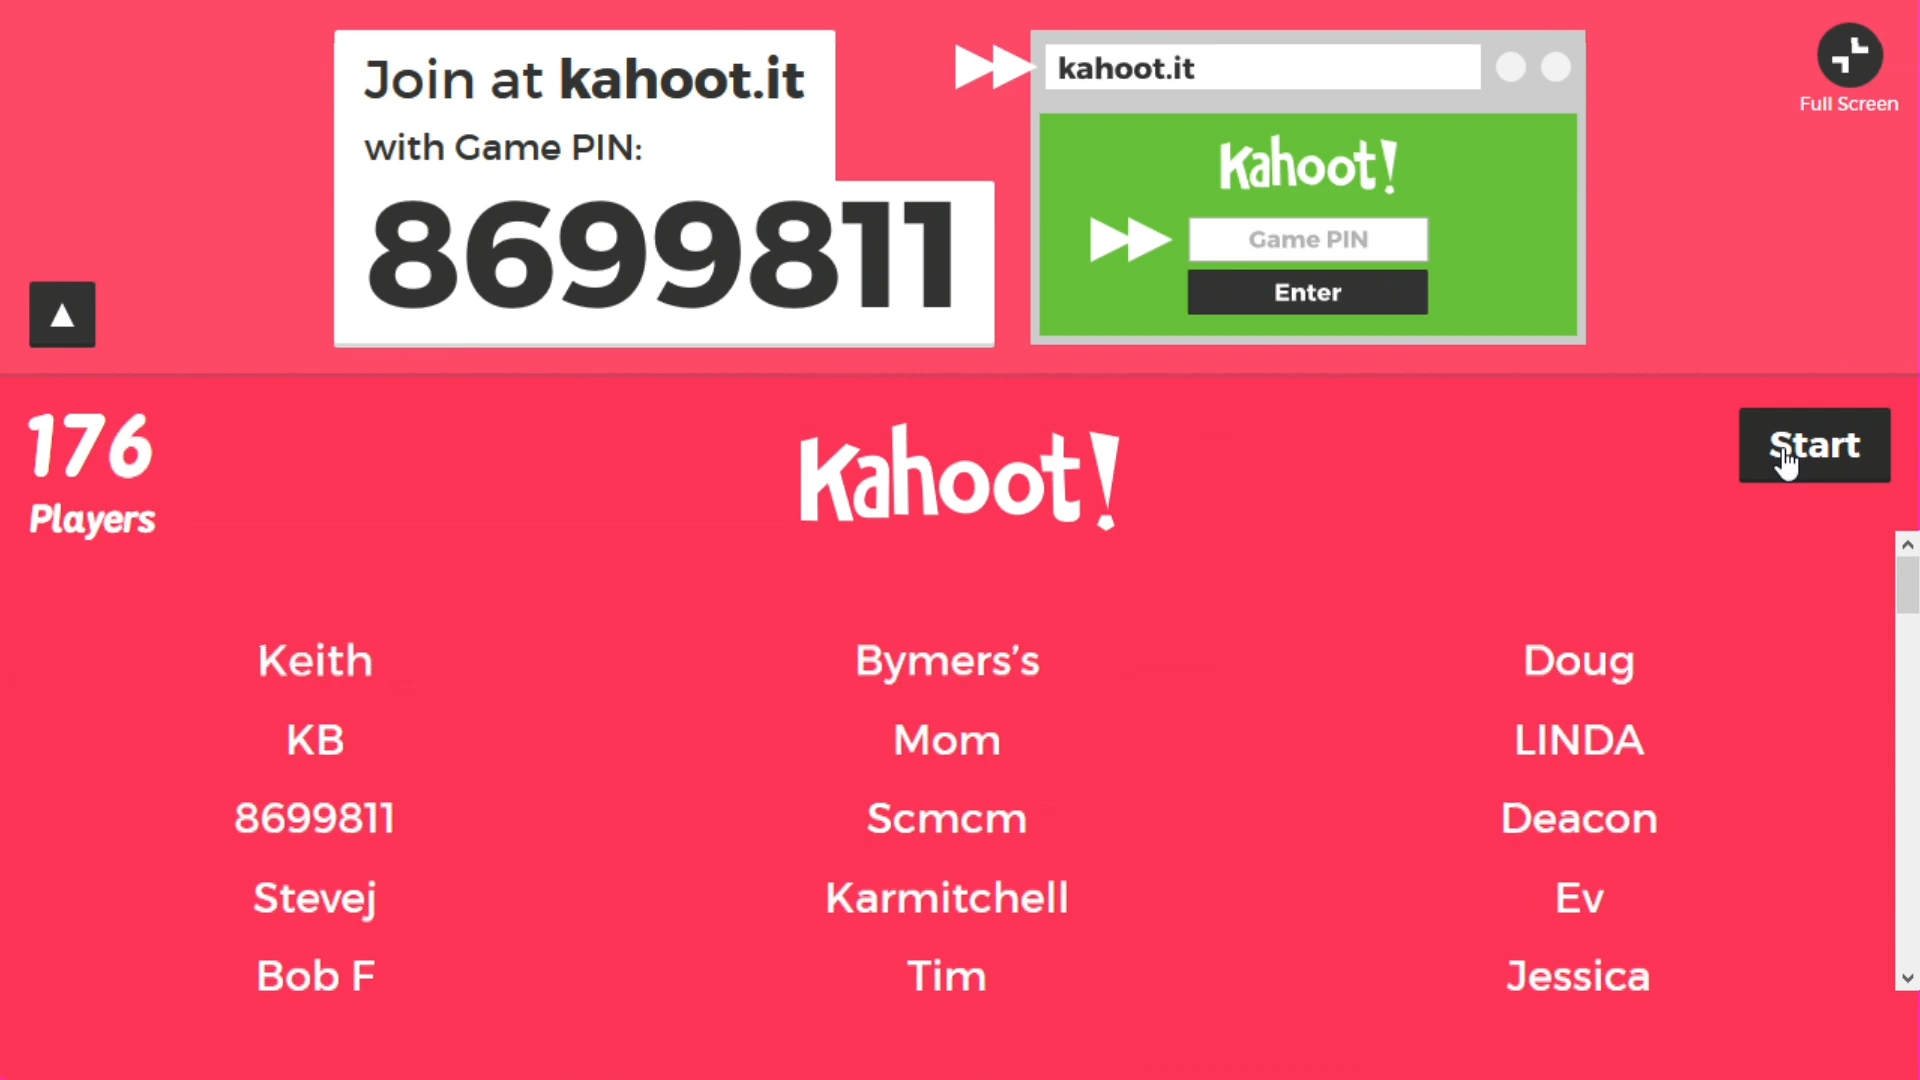 Join at kahoot.it
with Game PIN:
8699811
kahoot.it
Kahoot!
Game PIN
Enter
Full Screen
176
Players
Kahoot!
Start
Keith
Bymers’s
Doug
KB
Mom
LINDA
8699811
Scmcm
Deacon
Stevej
Karmitchell
Ev
Bob F
Tim
Jessica